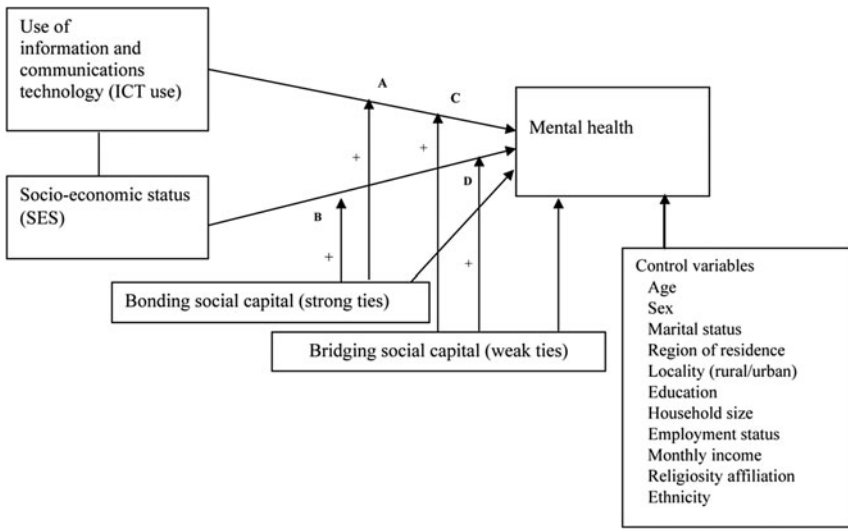 Use of
information and
communications
technology (ICT use)
A
C
Mental health
+
+
Socio-economic status
(SES)
D
B
+
+
Control variables
Age
Sex
Marital status
Region of residence
Locality (rural/urban)
Education
Household size
Employment status
Monthly income
Religiosity affiliation
Ethnicity
Bonding social capital (strong ties)
Bridging social capital (weak ties)